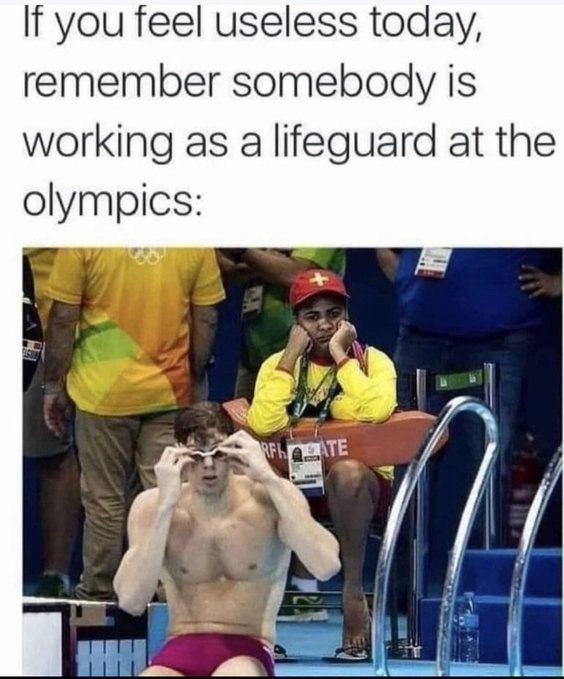 If you feel useless today,
remember somebody is
working as a lifeguard at the
olympics: